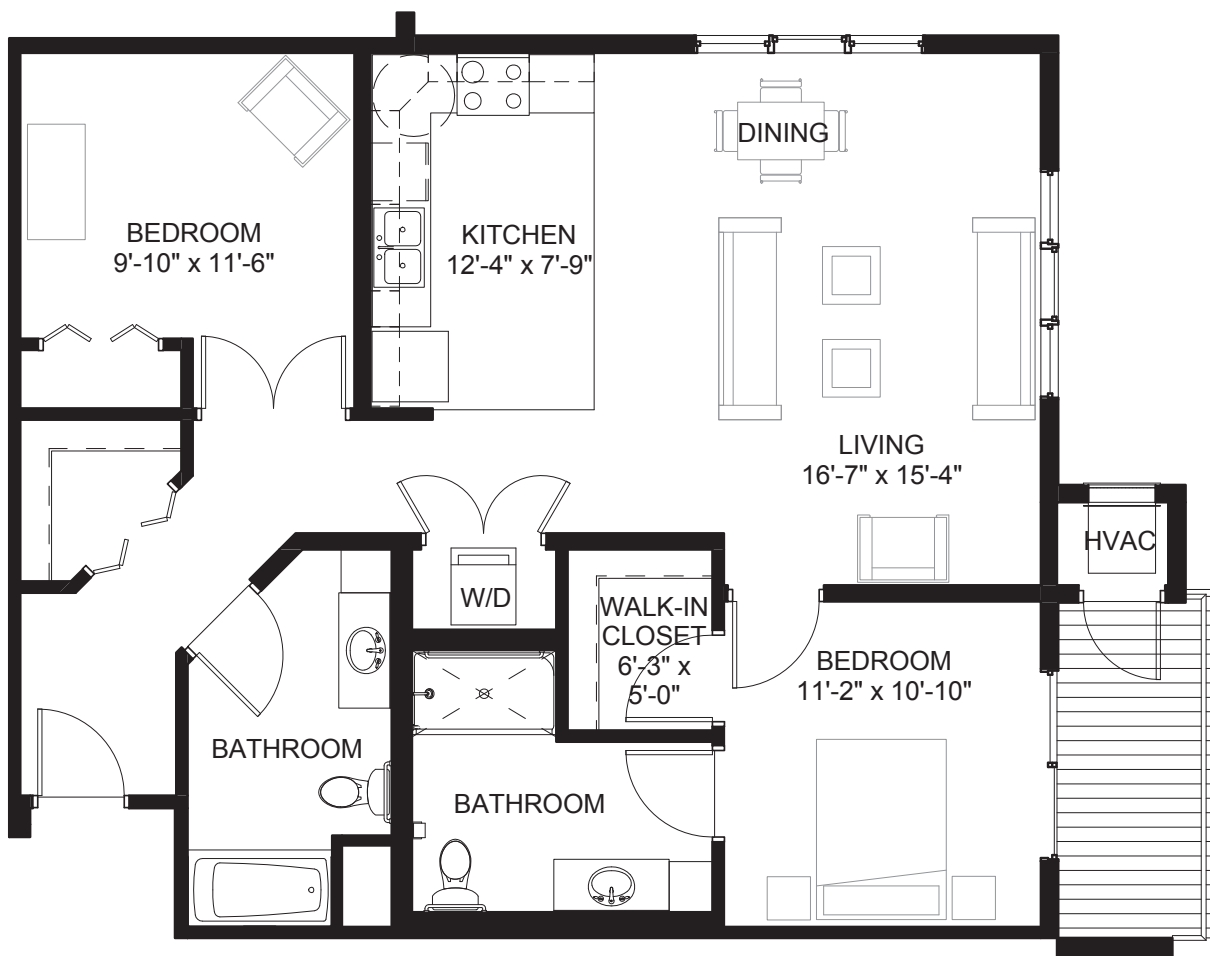 DINING
BEDROOM
9'-10" x 11'-6"
KITCHEN
12'-4" x 7'-9"
LIVING
16'-7" x 15'-4"
HVAC
W/D
WALK-IN
CLOSET
6'-3" x
5'-0"
BEDROOM
11'-2" x 10'-10"
BATHROOM
BATHROOM